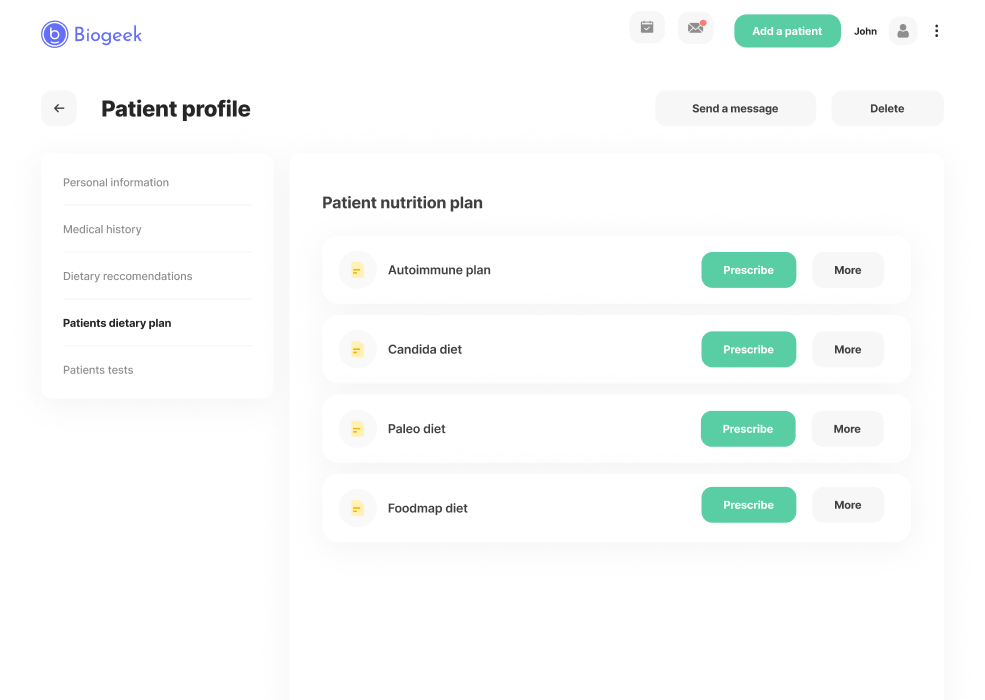 Biogeek
Add a patient
John
Patient profile
Send a message
Delete
Personal information
Medical history
Dietary reccomendations
Patients dietary plan
Patients tests
Patient nutrition plan
Autoimmune plan
Prescribe
More
Candida diet
Prescribe
More
Paleo diet
Prescribe
More
Foodmap diet
Prescribe
More